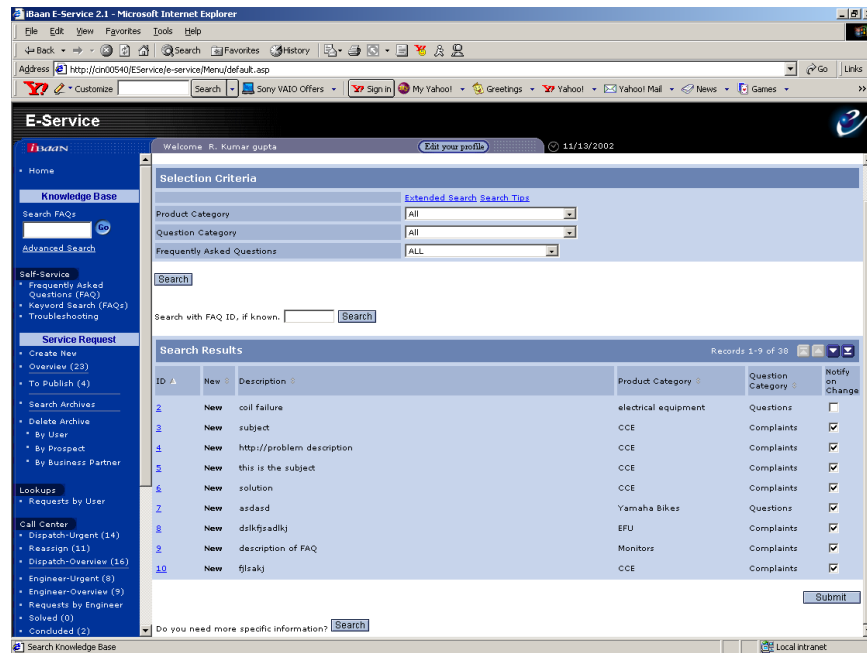 iBaan E-Service 2.1 - Microsoft Internet Explorer
File Edit View Favorites Tools Help
Back Search Favorites History
Address http://cin00540/EService/e-service/Menu/default.asp Go Links
Y! Customize Search Sony VAIO Offers Sign in My Yahoo! Greetings Yahoo! Yahoo! Mail News Games
E-Service
iBaan Welcome R. Kumar gupta Edit your profile 11/13/2002
Home
Knowledge Base
Search FAQs
Go
Advanced Search
Self-Service
Frequently Asked
Questions (FAQ)
Keyword Search (FAQs)
Troubleshooting
Service Request
Create New
Overview (23)
To Publish (4)
Search Archives
Delete Archive
By User
By Prospect
By Business Partner
Lookups
Requests by User
Call Center
Dispatch-Urgent (14)
Reassign (11)
Dispatch-Overview (16)
Engineer-Urgent (8)
Engineer-Overview (9)
Requests by Engineer
Solved (0)
Concluded (2)
Selection Criteria
Extended Search Search Tips
Product Category All
Question Category All
Frequently Asked Questions ALL
Search
Search with FAQ ID, if known. Search
Search Results Records 1-9 of 38
ID New Description Product Category Question Category Notify on Change
2 New coil failure electrical equipment Questions
3 New subject CCE Complaints
4 New http://problem description CCE Complaints
5 New this is the subject CCE Complaints
6 New solution CCE Complaints
7 New asdasd Yamaha Bikes Questions
8 New dslkfjsadlkj EFU Complaints
9 New description of FAQ Monitors Complaints
10 New fjlsakj CCE Complaints
Submit
Do you need more specific information? Search
Search Knowledge Base Local intranet